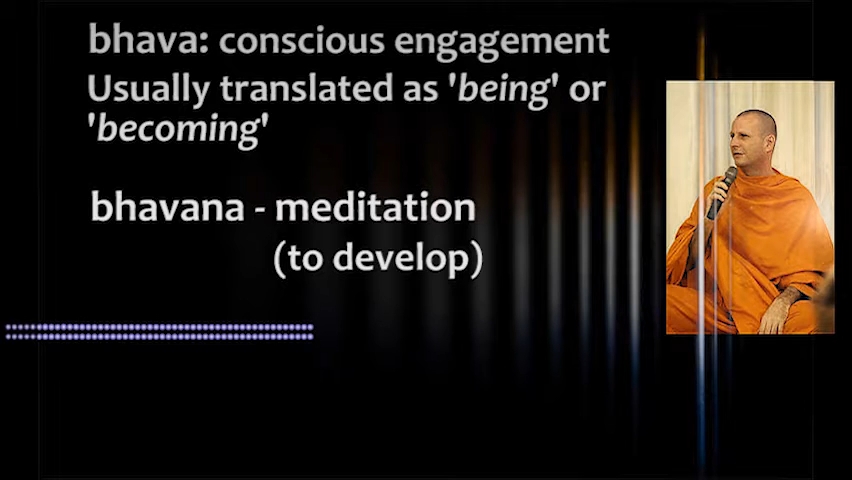 bhava: conscious engagement
Usually translated as 'being' or
'becoming'
bhavana - meditation
(to develop)